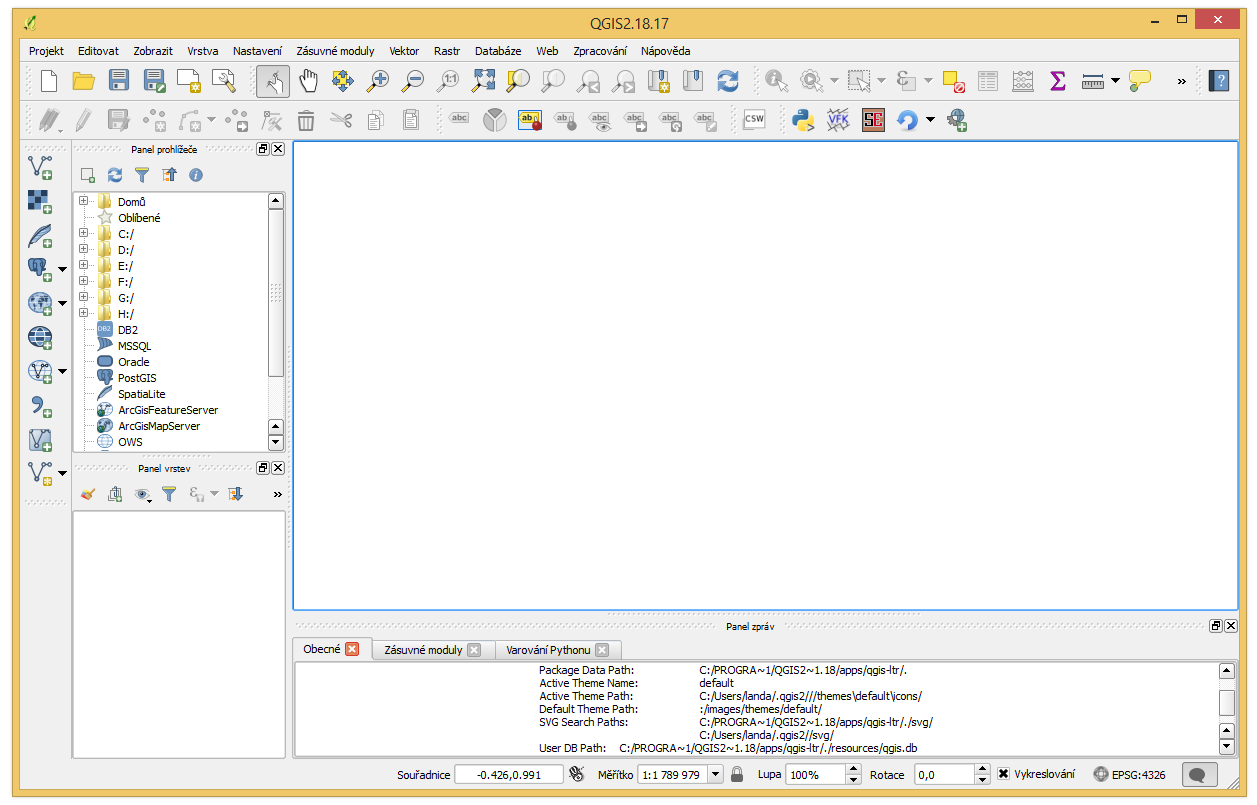 QGIS2.18.17
Projekt Editovat Zobrazit Vrstva Nastavení Zásuvné moduly Vektor Rastr Databáze Web Zpracování Nápověda
1:1
ε
Σ
»
?
abc abc abc abc abc abc abc CSW VFK SE
Panel prohlížeče
Domů
Oblíbené
C:/
D:/
E:/
F:/
G:/
H:/
DB2 DB2
MSSQL
Oracle
PostGIS
SpatiaLite
ArcGisFeatureServer
ArcGisMapServer
OWS
Panel vrstev
ε
»
Panel zpráv
Obecné Zásuvné moduly Varování Pythonu
Package Data Path: C:/PROGRA~1/QGIS2~1.18/apps/qgis-ltr/.
Active Theme Name: default
Active Theme Path: C:/Users/landa/.qgis2///themes\default\icons/
Default Theme Path: :/images/themes/default/
SVG Search Paths: C:/PROGRA~1/QGIS2~1.18/apps/qgis-ltr/./svg/
C:/Users/landa/.qgis2//svg/
User DB Path: C:/PROGRA~1/QGIS2~1.18/apps/qgis-ltr/./resources/qgis.db
Souřadnice -0.426,0.991 Měřítko 1:1 789 979 Lupa 100% Rotace 0,0 Vykreslování EPSG:4326